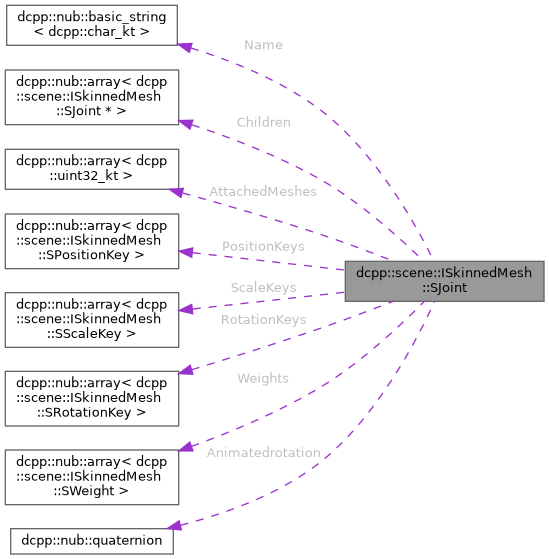 dcpp::nub::basic_string
< dcpp::char_kt >
Name
dcpp::nub::array< dcpp
::scene::ISkinnedMesh
::SJoint * >
Children
dcpp::nub::array< dcpp
::uint32_kt >
AttachedMeshes
dcpp::nub::array< dcpp
::scene::ISkinnedMesh
::SPositionKey >
PositionKeys
dcpp::scene::ISkinnedMesh
::SJoint
ScaleKeys
dcpp::nub::array< dcpp
::scene::ISkinnedMesh
::SScaleKey >
RotationKeys
dcpp::nub::array< dcpp
::scene::ISkinnedMesh
::SRotationKey >
Weights
dcpp::nub::array< dcpp
::scene::ISkinnedMesh
::SWeight >
Animatedrotation
dcpp::nub::quaternion